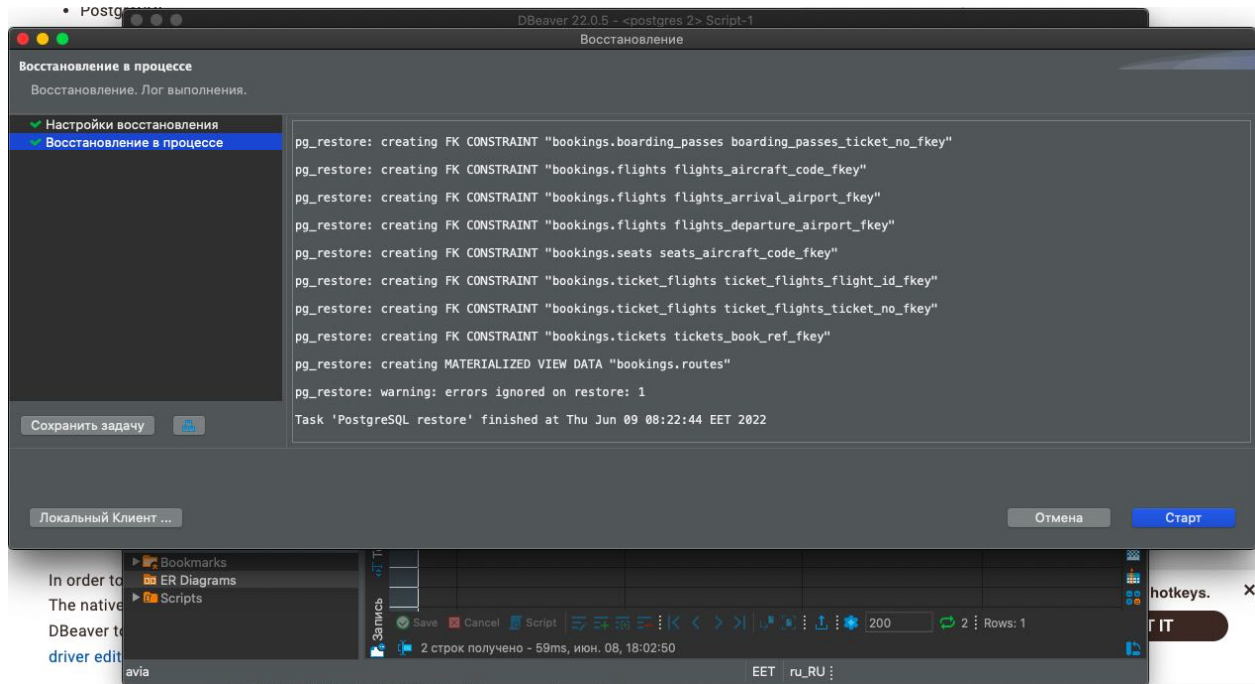 DBeaver 22.0.5 - <postgres 2> Script-1
Восстановление
Восстановление в процессе
Восстановление. Лог выполнения.
Настройки восстановления
Восстановление в процессе
pg_restore: creating FK CONSTRAINT "bookings.boarding_passes boarding_passes_ticket_no_fkey"
pg_restore: creating FK CONSTRAINT "bookings.flights flights_aircraft_code_fkey"
pg_restore: creating FK CONSTRAINT "bookings.flights flights_arrival_airport_fkey"
pg_restore: creating FK CONSTRAINT "bookings.flights flights_departure_airport_fkey"
pg_restore: creating FK CONSTRAINT "bookings.seats seats_aircraft_code_fkey"
pg_restore: creating FK CONSTRAINT "bookings.ticket_flights ticket_flights_flight_id_fkey"
pg_restore: creating FK CONSTRAINT "bookings.ticket_flights ticket_flights_ticket_no_fkey"
pg_restore: creating FK CONSTRAINT "bookings.tickets tickets_book_ref_fkey"
pg_restore: creating MATERIALIZED VIEW DATA "bookings.routes"
pg_restore: warning: errors ignored on restore: 1
Task 'PostgreSQL restore' finished at Thu Jun 09 08:22:44 EET 2022
Сохранить задачу
Локальный Клиент ...
Отмена
Старт
Bookmarks
ER Diagrams
Scripts
In order to
The native
DBeaver to
driver edit
Запись
Save Cancel Script 200 2 Rows: 1
2 строк получено - 59ms, июн. 08, 18:02:50
hotkeys.
IT
avia
EET ru_RU